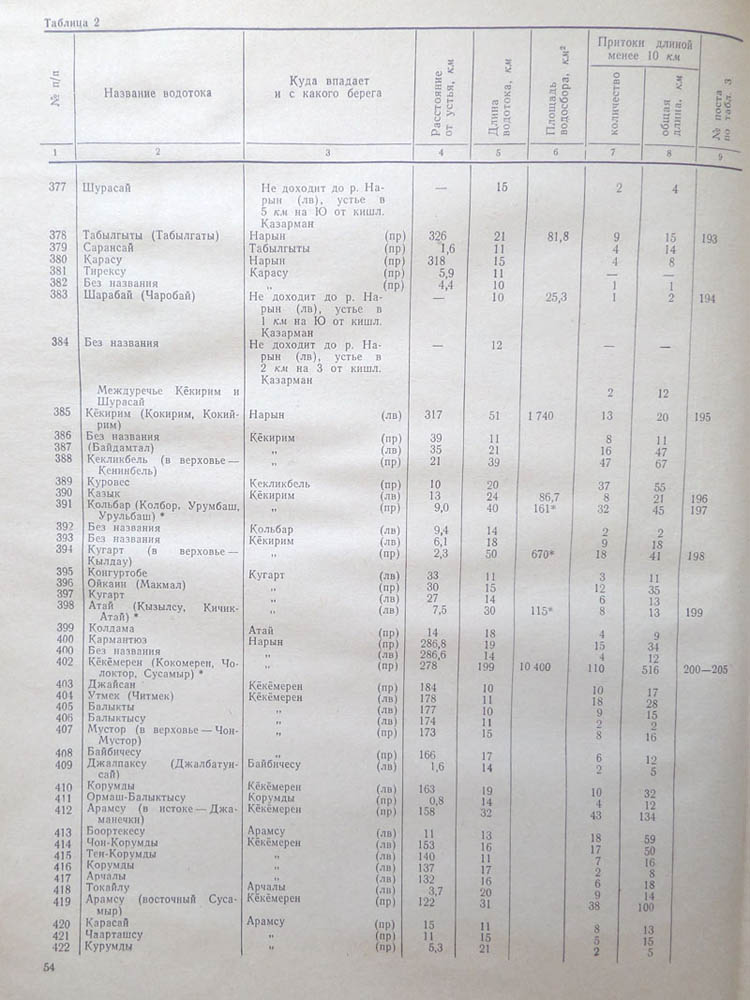 Таблица 2
№ п/п
Название водотока
Куда впадает
и с какого берега
Расстояние
от устья, км
Длина
водотока, км
Площадь
водосбора, км²
Притоки длиной
менее 10 км
количество
общая
длина, км
№ поста
по табл. 3
1 2 3 4 5 6 7 8 9
377 Шурасай Не доходит до р. На- — 15 2 4
рын (лв), устье в
5 км на Ю от кишл.
Казарман
378 Табылгыты (Табылгаты) Нарын (пр) 326 21 81,8 9 15 193
379 Сарансай Табылгыты (пр) 1,6 11 4 14
380 Карасу Нарын (пр) 318 15 4 8
381 Тирексу Карасу (пр) 5,9 11 — —
382 Без названия „ (пр) 4,4 10 1 1
383 Шарабай (Чаробай) Не доходит до р. На- — 10 25,3 1 2 194
рын (лв), устье в
1 км на Ю от кишл.
Казарман
384 Без названия Не доходит до р. На- — 12 — —
рын (лв), устье в
2 км на З от кишл.
Казарман
Междуречье Кёкирим и 2 12
Шурасай
385 Кёкирим (Кокирим, Кокий- Нарын (лв) 317 51 1 740 13 20 195
рим)
386 Без названия Кёкирим (пр) 39 11 8 11
387 (Байдамтал) „ (лв) 35 21 16 47
388 Кекликбель (в верховье — „ (пр) 21 39 47 67
Кенинбель)
389 Куровес Кекликбель (пр) 10 20 37 55
390 Казык Кёкирим (лв) 13 24 86,7 8 21 196
391 Кольбар (Колбор, Урумбаш, „ (пр) 9,0 40 161* 32 45 197
Урульбаш) *
392 Без названия Кольбар (лв) 9,4 14 2 2
393 Без названия Кёкирим (лв) 6,1 18 9 18
394 Кугарт (в верховье — „ (пр) 2,3 50 670* 18 41 198
Кылдау)
395 Конгуртобе Кугарт (лв) 33 11 3 11
396 Ойкаин (Макмал) „ (пр) 30 15 12 35
397 Кугарт „ (лв) 27 14 6 13
398 Атай (Кызылсу, Кичик- „ (лв) 7,5 30 115* 8 13 199
Атай) *
399 Колдама Атай (пр) 14 18 4 9
400 Кармантюз Нарын (пр) 286,8 19 15 34
400 Без названия „ (лв) 286,6 14 4 12
402 Кёкёмерен (Кокомерен, Чо- „ (пр) 278 199 10 400 110 516 200—205
локтор, Сусамыр) *
403 Джайсан Кёкёмерен (пр) 184 10 10 17
404 Утмек (Читмек) Кёкёмерен (лв) 178 11 18 28
405 Балыкты „ (лв) 177 10 9 15
406 Балыктысу „ (лв) 174 11 2 2
407 Мустор (в верховье — Чон- „ (пр) 173 15 8 16
Мустор)
408 Байбичесу „ (пр) 166 17 6 12
409 Джалпаксу (Джалбатун- Байбичесу (лв) 1,6 14 2 5
сай)
410 Корумды Кёкёмерен (лв) 163 19 10 32
411 Ормаш-Балыктысу Корумды (пр) 0,8 14 4 12
412 Арамсу (в истоке — Джа- Кёкёмерен (пр) 158 32 43 134
манечки)
413 Боортекесу Арамсу (лв) 11 13 18 59
414 Чон-Корумды Кёкёмерен (лв) 153 16 17 50
415 Тен-Корумды „ (лв) 140 11 7 16
416 Корумды „ (лв) 137 17 2 8
417 Арчалы „ (лв) 132 16 6 18
418 Токайлу Арчалы (лв) 3,7 20 9 14
419 Арамсу (восточный Суса- Кёкёмерен (пр) 122 31 38 100
мыр)
420 Карасай Арамсу (пр) 15 11 8 13
421 Чаарташсу „ (пр) 11 15 5 15
422 Курумды „ (пр) 5,3 21 2 5
54